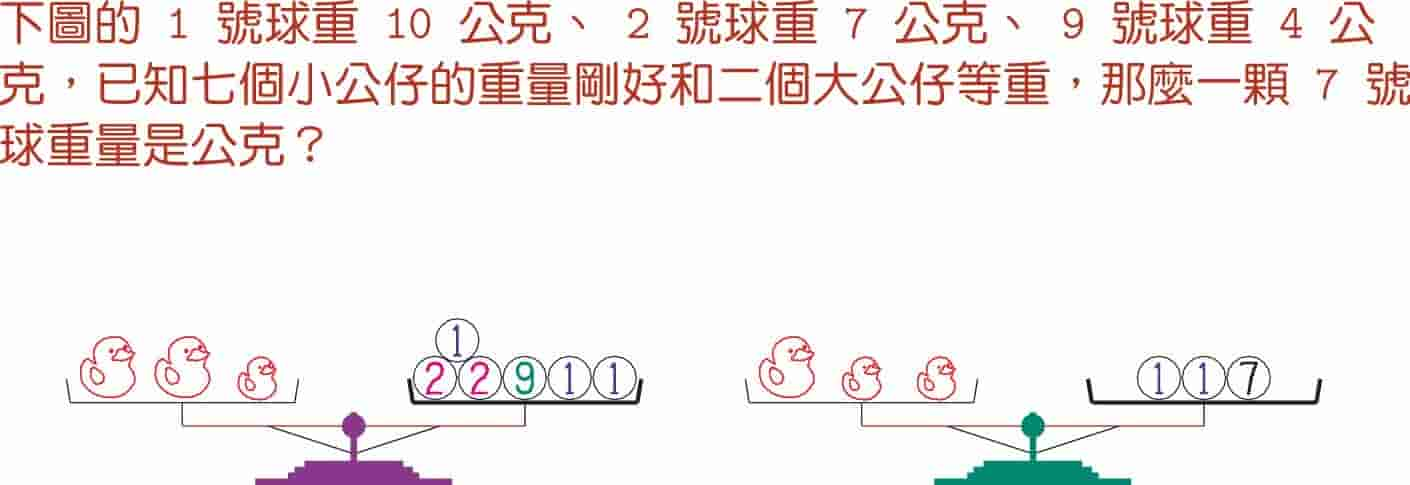 下圖的 1 號球重 10 公克、 2 號球重 7 公克、 9 號球重 4 公
克，已知七個小公仔的重量剛好和二個大公仔等重，那麼一顆 7 號
球重量是公克？
1
2 2 9 1 1
1 1 7